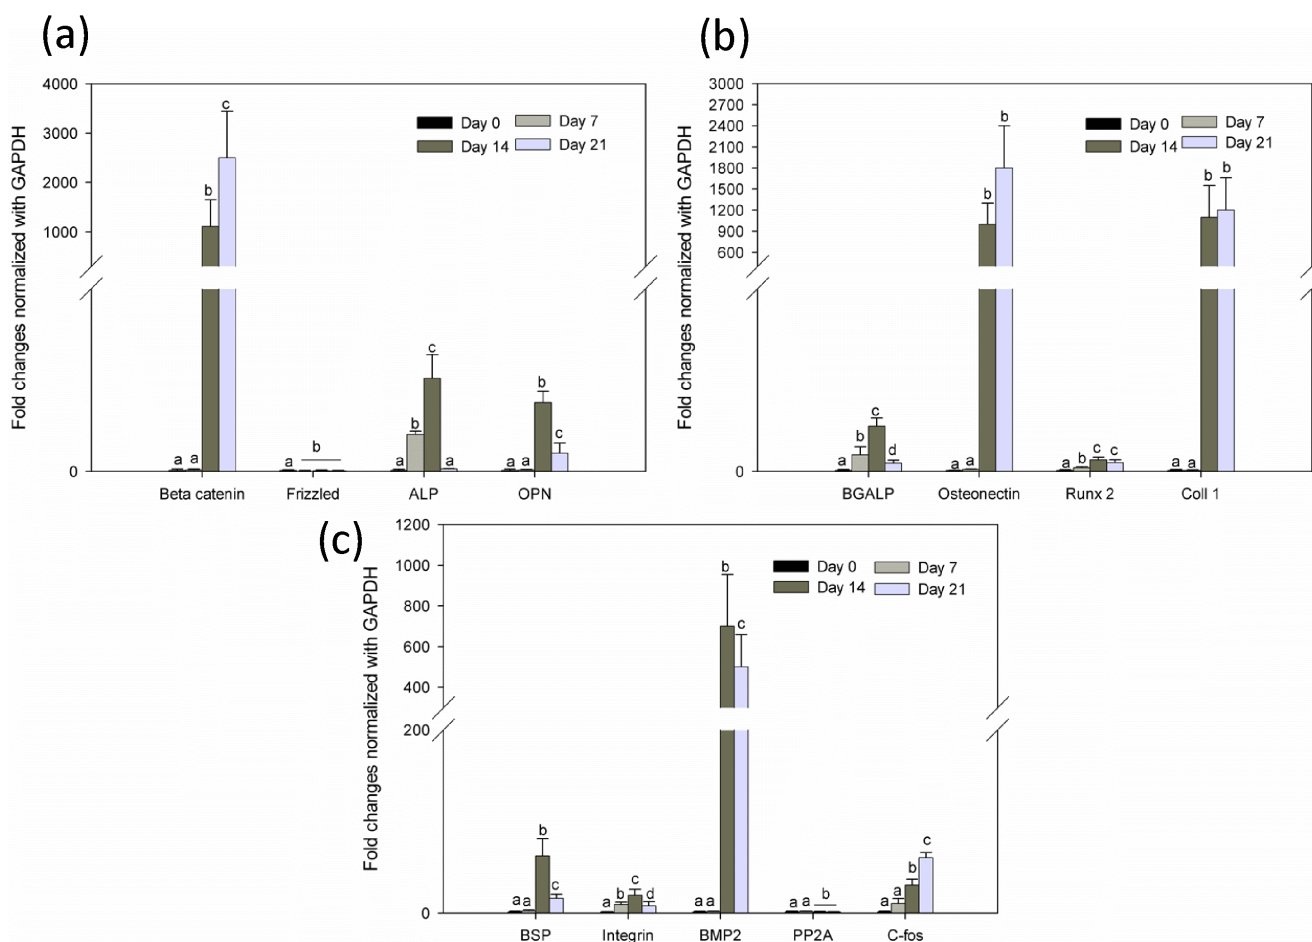 (a)
4000
3000
2000
1000
0
Fold changes normalized with GAPDH
Day 0
Day 7
Day 14
Day 21
a a b c
a b
a b c a
a a b c
Beta catenin Frizzled ALP OPN
(b)
3000
2700
2400
2100
1800
1500
1200
900
600
0
Fold changes normalized with GAPDH
Day 0
Day 7
Day 14
Day 21
a b c d
a a b b
a b c c
a a b b
BGALP Osteonectin Runx 2 Coll 1
(c)
1200
1000
800
600
400
200
0
Fold changes normalized with GAPDH
Day 0
Day 7
Day 14
Day 21
a a b c
a b c d
a a b c
a a b
a a b c
BSP Integrin BMP2 PP2A C-fos